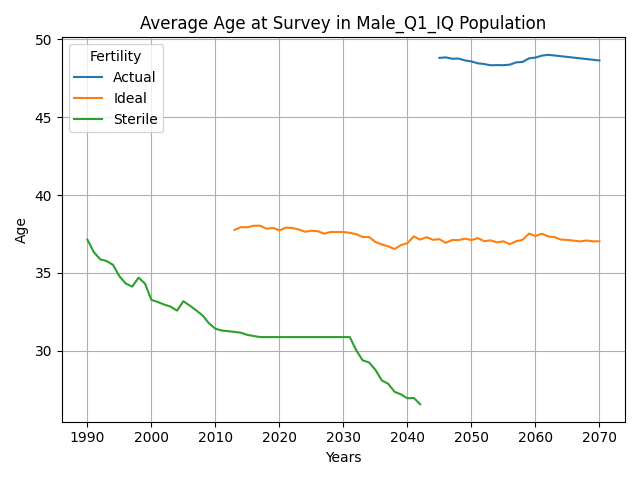 Average Age at Survey in Male_Q1_IQ Population
Fertility
Actual
Ideal
Sterile
Age
50
45
40
35
30
1990 2000 2010 2020 2030 2040 2050 2060 2070
Years